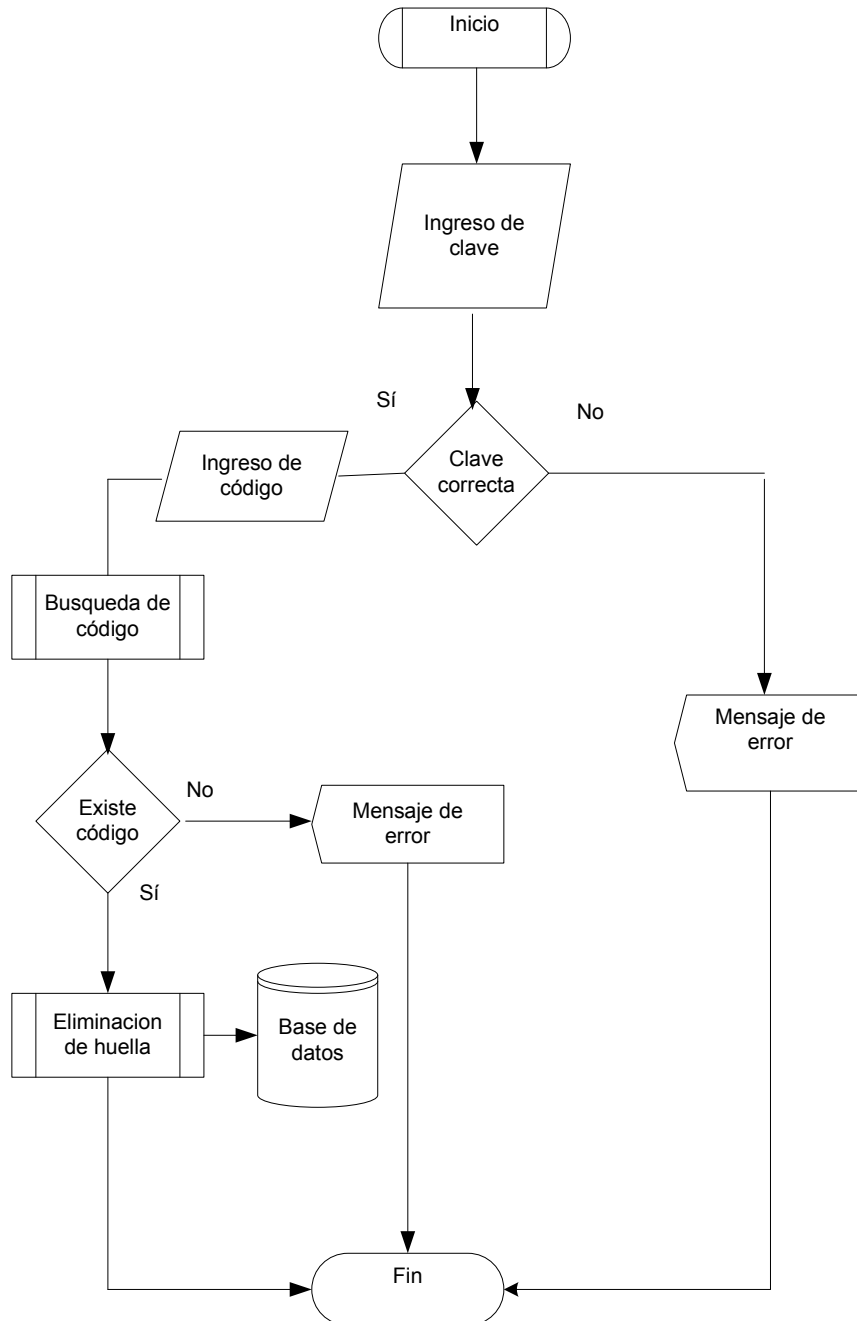 Inicio
Ingreso de
clave
Sí
No
Clave
correcta
Ingreso de
código
Busqueda de
código
Mensaje de
error
Existe
código
No
Mensaje de
error
Sí
Eliminacion
de huella
Base de
datos
Fin